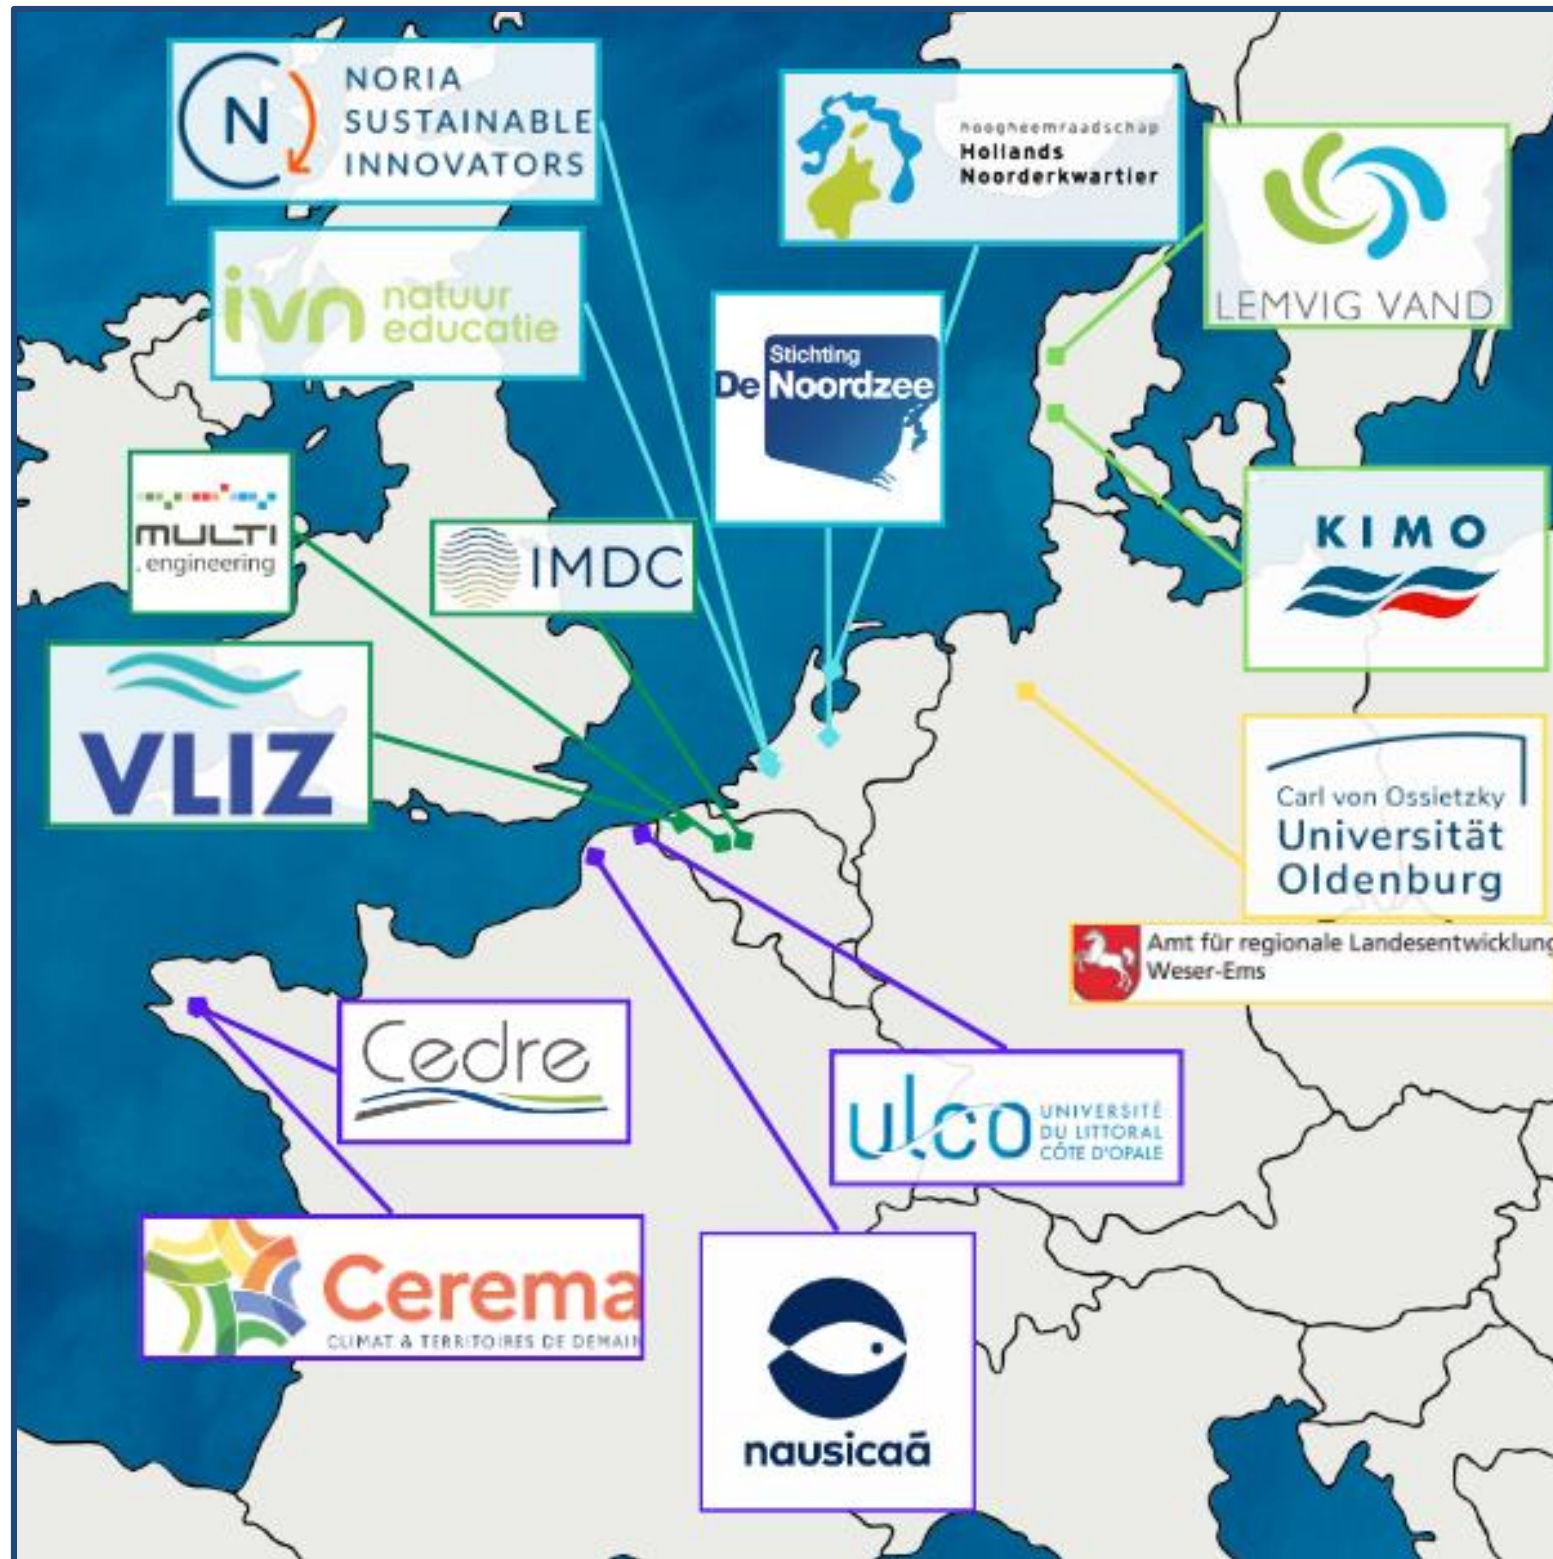 N
NORIA
SUSTAINABLE
INNOVATORS
hoogheemraadschap
Hollands
Noorderkwartier
LEMVIG VAND
ivn natuur
educatie
Stichting
De Noordzee
MULTI
.engineering
IMDC
KIMO
VLIZ
Carl von Ossietzky
Universität
Oldenburg
Amt für regionale Landesentwicklung
Weser-Ems
Cedre
ulco
UNIVERSITÉ
DU LITTORAL
CÔTE D'OPALE
Cerema
CLIMAT & TERRITOIRES DE DEMAIN
nausicaá